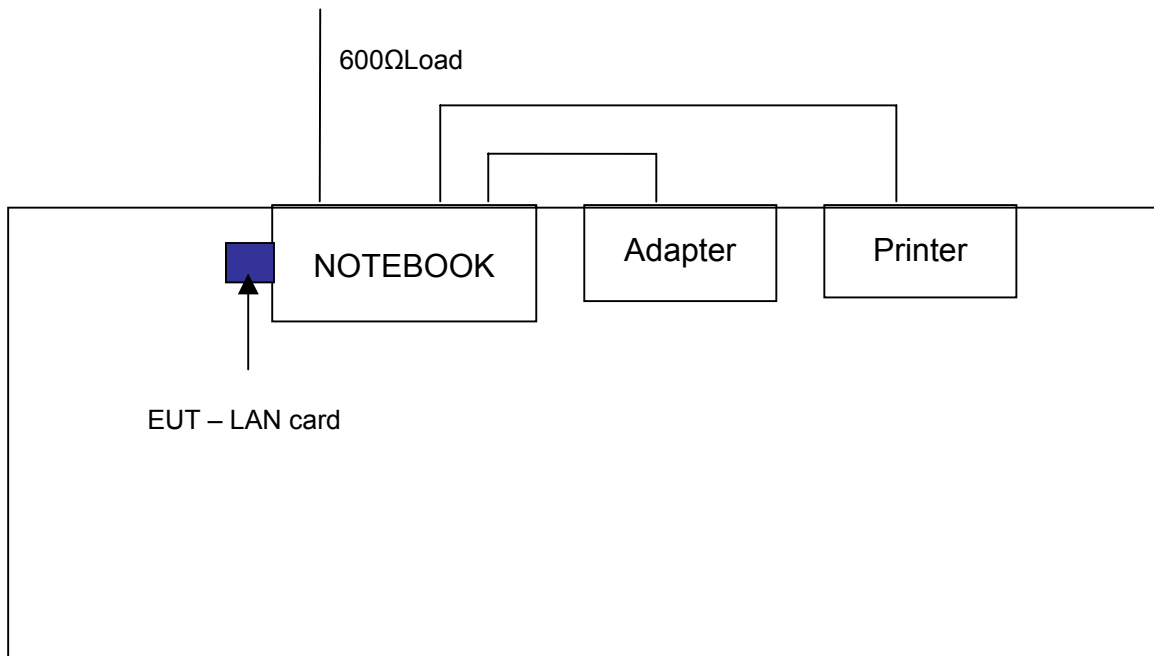 600ΩLoad
NOTEBOOK
Adapter
Printer
EUT – LAN card